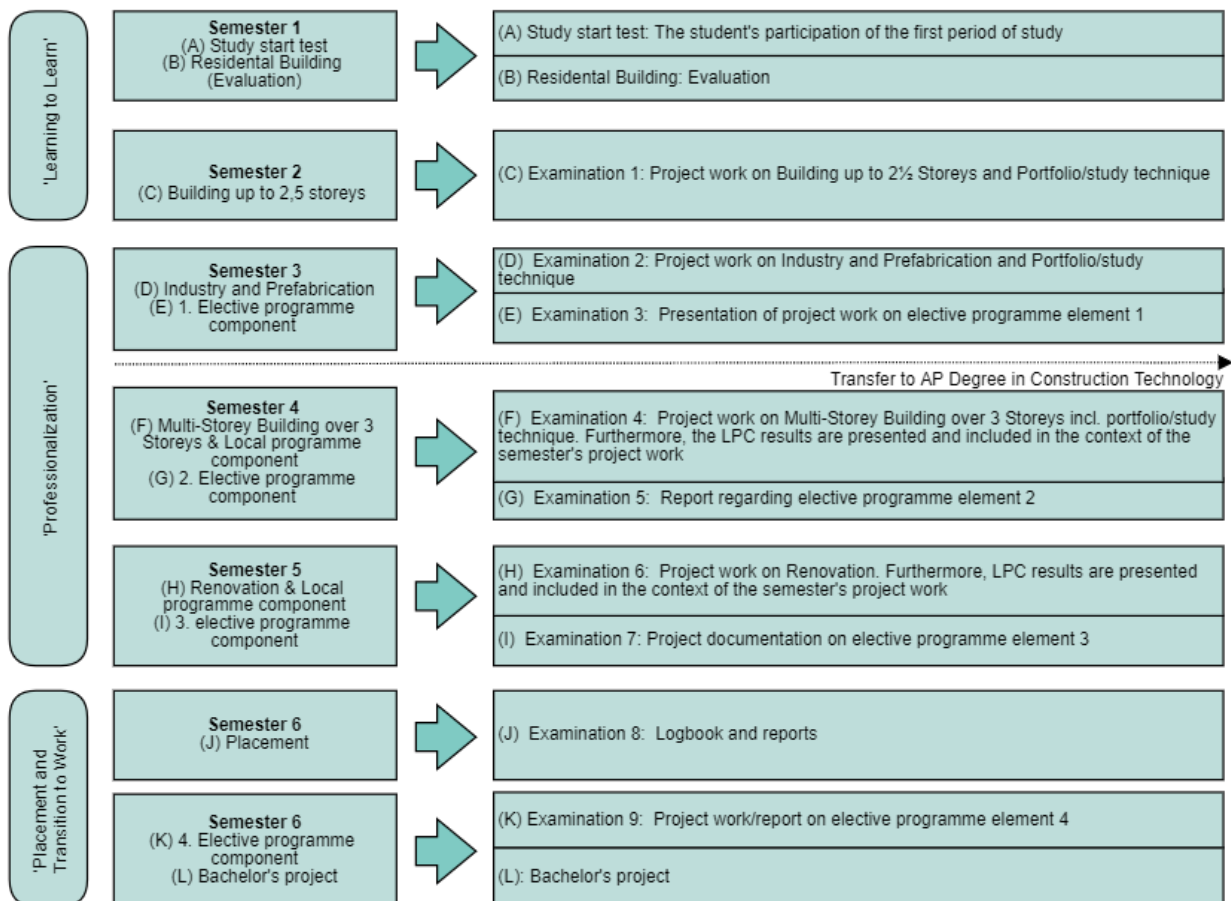 'Learning to Learn'
Semester 1
(A) Study start test
(B) Residental Building
(Evaluation)
(A) Study start test: The student's participation of the first period of study
(B) Residental Building: Evaluation
Semester 2
(C) Building up to 2,5 storeys
(C) Examination 1: Project work on Building up to 2½ Storeys and Portfolio/study technique
'Professionalization'
Semester 3
(D) Industry and Prefabrication
(E) 1. Elective programme
component
(D) Examination 2: Project work on Industry and Prefabrication and Portfolio/study
technique
(E) Examination 3: Presentation of project work on elective programme element 1
Transfer to AP Degree in Construction Technology
Semester 4
(F) Multi-Storey Building over 3
Storeys & Local programme
component
(G) 2. Elective programme
component
(F) Examination 4: Project work on Multi-Storey Building over 3 Storeys incl. portfolio/study
technique. Furthermore, the LPC results are presented and included in the context of the
semester's project work
(G) Examination 5: Report regarding elective programme element 2
Semester 5
(H) Renovation & Local
programme component
(I) 3. elective programme
component
(H) Examination 6: Project work on Renovation. Furthermore, LPC results are presented
and included in the context of the semester's project work
(I) Examination 7: Project documentation on elective programme element 3
'Placement and
Transition to Work'
Semester 6
(J) Placement
(J) Examination 8: Logbook and reports
Semester 6
(K) 4. Elective programme
component
(L) Bachelor's project
(K) Examination 9: Project work/report on elective programme element 4
(L): Bachelor's project